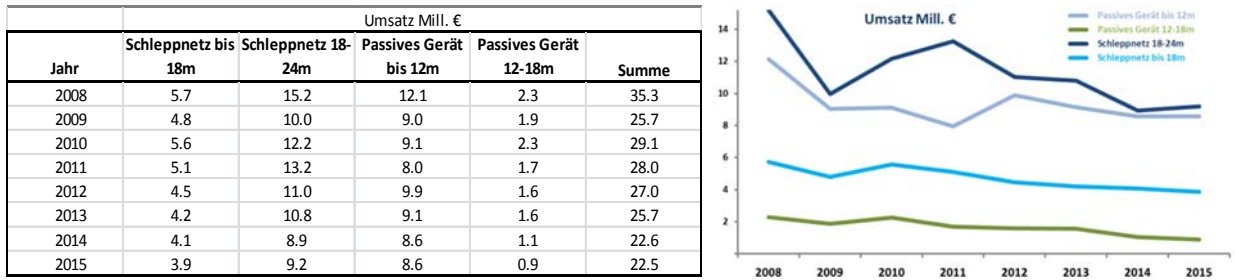 Umsatz Mill. €
Jahr Schleppnetz bis 18m Schleppnetz 18-24m Passives Gerät bis 12m Passives Gerät 12-18m Summe
2008 5.7 15.2 12.1 2.3 35.3
2009 4.8 10.0 9.0 1.9 25.7
2010 5.6 12.2 9.1 2.3 29.1
2011 5.1 13.2 8.0 1.7 28.0
2012 4.5 11.0 9.9 1.6 27.0
2013 4.2 10.8 9.1 1.6 25.7
2014 4.1 8.9 8.6 1.1 22.6
2015 3.9 9.2 8.6 0.9 22.5
Umsatz Mill. €
Passives Gerät bis 12m
Passives Gerät 12-18m
Schleppnetz 18-24m
Schleppnetz bis 18m
14
12
10
8
6
4
2
2008 2009 2010 2011 2012 2013 2014 2015